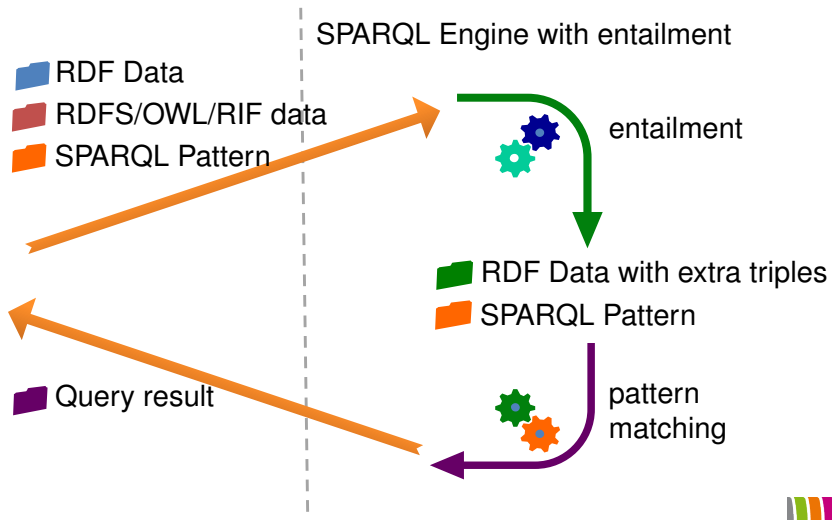 SPARQL Engine with entailment
RDF Data
RDFS/OWL/RIF data
SPARQL Pattern
entailment
RDF Data with extra triples
SPARQL Pattern
Query result
pattern
matching